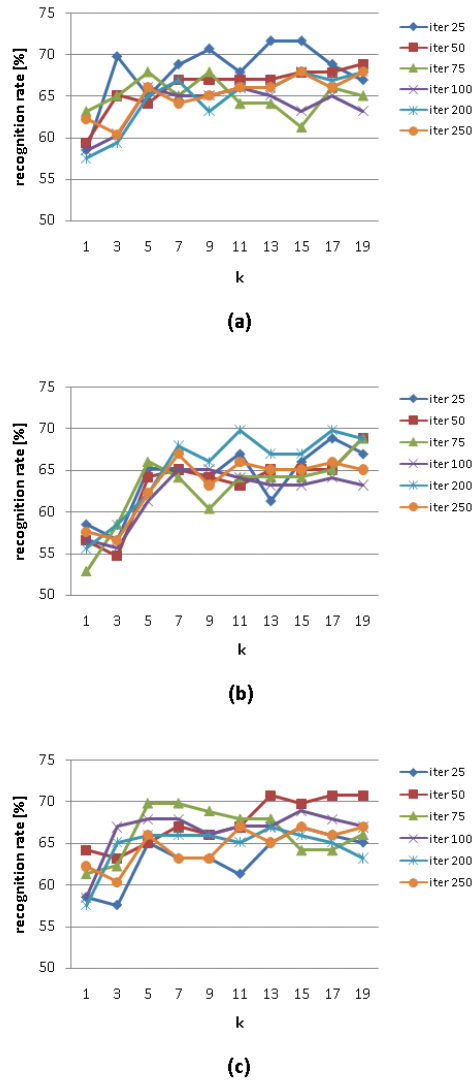 recognition rate [%]
75
70
65
60
55
50
1 3 5 7 9 11 13 15 17 19
k
iter 25
iter 50
iter 75
iter 100
iter 200
iter 250
(a)
recognition rate [%]
75
70
65
60
55
50
1 3 5 7 9 11 13 15 17 19
k
iter 25
iter 50
iter 75
iter 100
iter 200
iter 250
(b)
recognition rate [%]
75
70
65
60
55
50
1 3 5 7 9 11 13 15 17 19
k
iter 25
iter 50
iter 75
iter 100
iter 200
iter 250
(c)